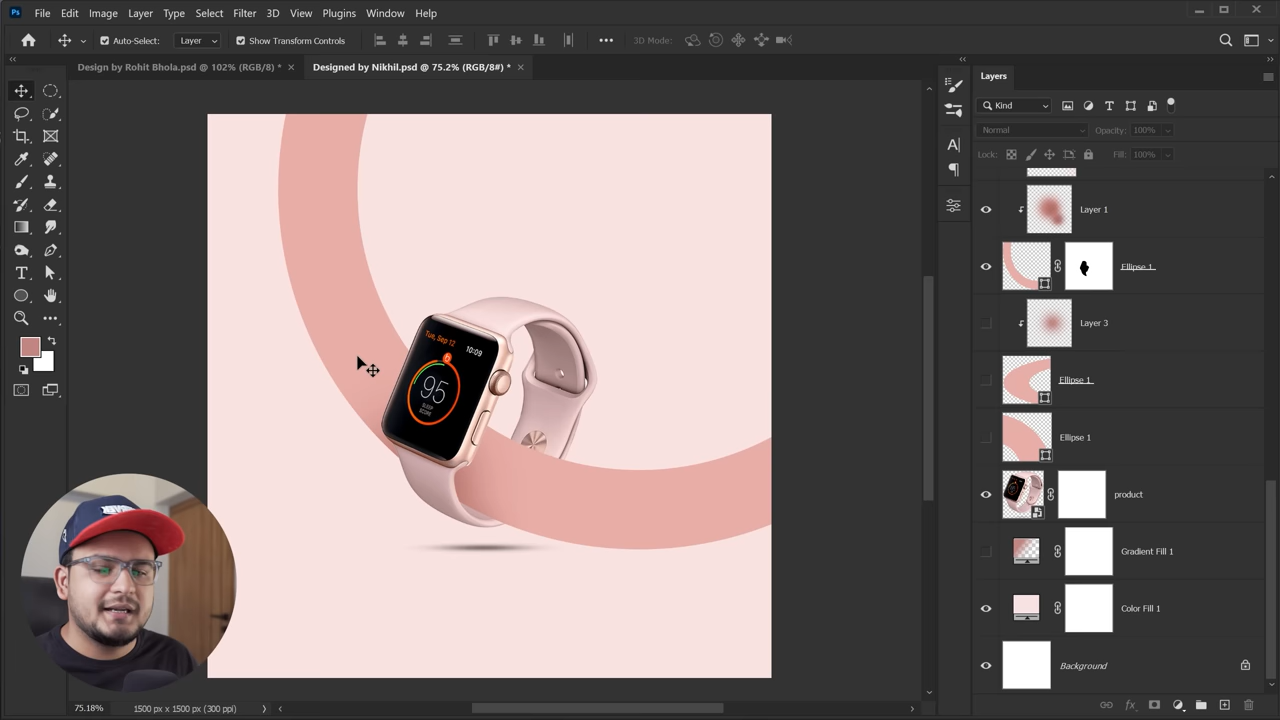 Ps File Edit Image Layer Type Select Filter 3D View Plugins Window Help
Auto-Select: Layer Show Transform Controls 3D Mode:
Design by Rohit Bhola.psd @ 102% (RGB/8) * Designed by Nikhil.psd @ 75.2% (RGB/8#) *
Layers
Kind
Normal Opacity: 100%
Lock: Fill: 100%
Layer 1
Ellipse 1
Layer 3
Ellipse 1
Ellipse 1
product
Gradient Fill 1
Color Fill 1
Background
Tue, Sep 12
10:09
95
SLEEP
SCORE
75.18% 1500 px x 1500 px (300 ppi)